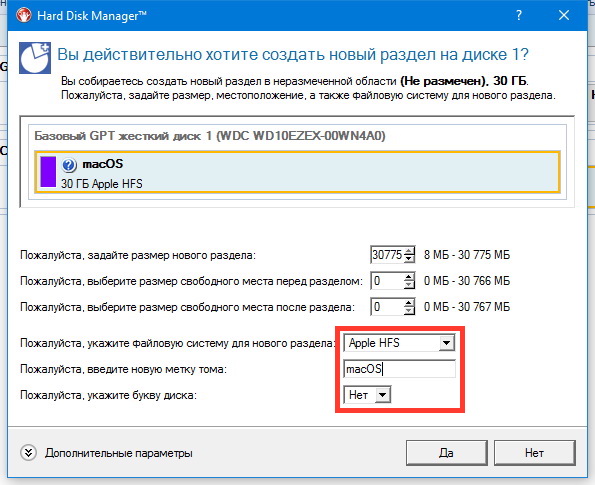 Hard Disk Manager™
Вы действительно хотите создать новый раздел на диске 1?
Вы собираетесь создать новый раздел в неразмеченной области (Не размечен), 30 ГБ.
Пожалуйста, задайте размер, местоположение, а также файловую систему для нового раздела.
Базовый GPT жесткий диск 1 (WDC WD10EZEX-00WN4A0)
macOS
30 ГБ Apple HFS
Пожалуйста, задайте размер нового раздела: 30775 8 МБ - 30 775 МБ
Пожалуйста, выберите размер свободного места перед разделом: 0 0 МБ - 30 766 МБ
Пожалуйста, выберите размер свободного места после раздела: 0 0 МБ - 30 767 МБ
Пожалуйста, укажите файловую систему для нового раздела: Apple HFS
Пожалуйста, введите новую метку тома: macOS
Пожалуйста, укажите букву диска: Нет
Дополнительные параметры Да Нет